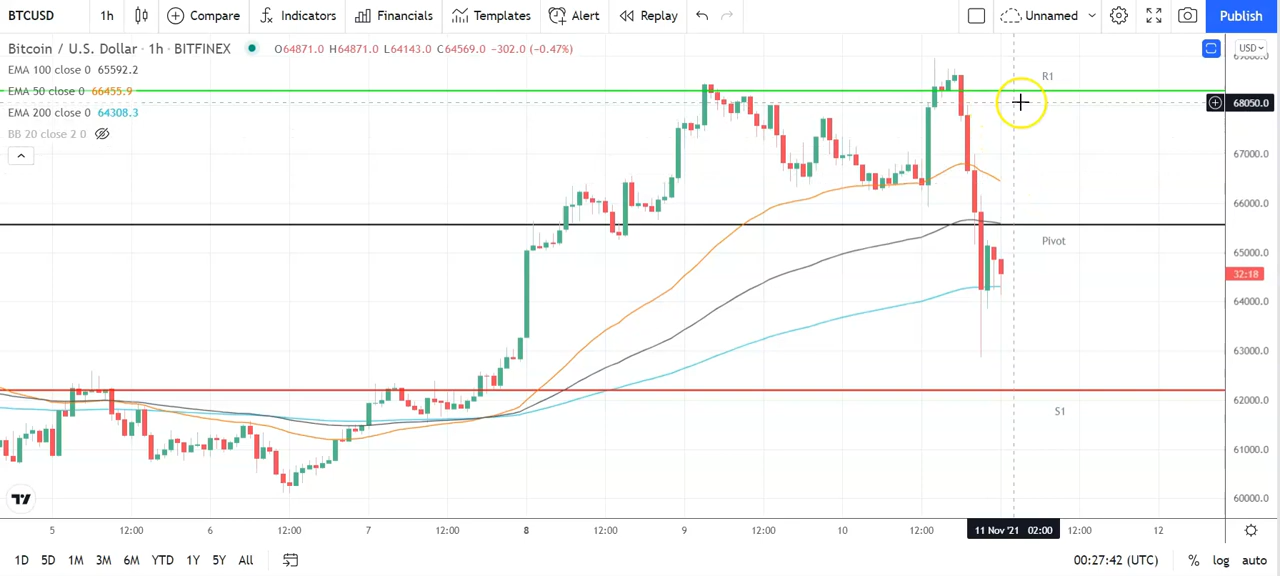 BTCUSD 1h Compare Indicators Financials Templates Alert Replay Unnamed Publish
Bitcoin / U.S. Dollar · 1h · BITFINEX O64871.0 H64871.0 L64143.0 C64569.0 −302.0 (−0.47%) USD
EMA 100 close 0 65592.2
EMA 50 close 0 66455.9
EMA 200 close 0 64308.3
BB 20 close 2 0
R1
Pivot
S1
69000.0
68050.0
67000.0
66000.0
65000.0
32:18
64000.0
63000.0
62000.0
61000.0
60000.0
5 12:00 6 12:00 7 12:00 8 12:00 9 12:00 10 12:00 11 Nov '21 02:00 12:00 12
1D 5D 1M 3M 6M YTD 1Y 5Y All 00:27:42 (UTC) % log auto